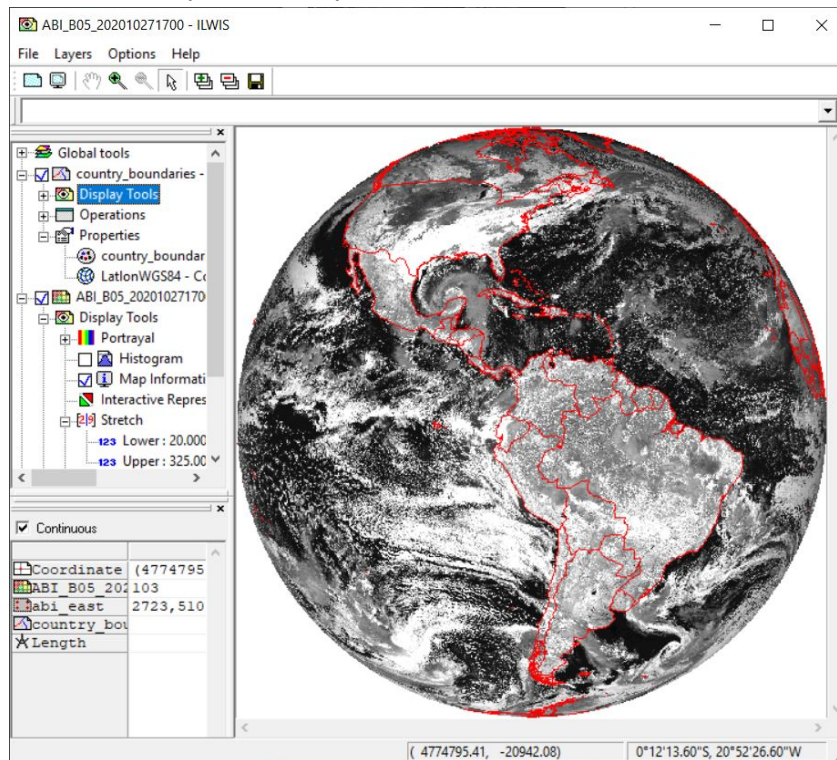 ABI_B05_202010271700 - ILWIS
File Layers Options Help
Global tools
country_boundaries -
Display Tools
Operations
Properties
country_boundar
LatlonWGS84 - Co
ABI_B05_20201027170
Display Tools
Portrayal
Histogram
Map Informati
Interactive Repres
Stretch
123 Lower : 20.000
123 Upper : 325.00
Continuous
Coordinate (4774795
ABI_B05_202 103
abi_east 2723,510
country_bou
Length
( 4774795.41, -20942.08) 0°12'13.60"S, 20°52'26.60"W